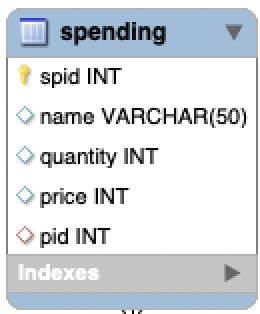 spending
spid INT
name VARCHAR(50)
quantity INT
price INT
pid INT
Indexes